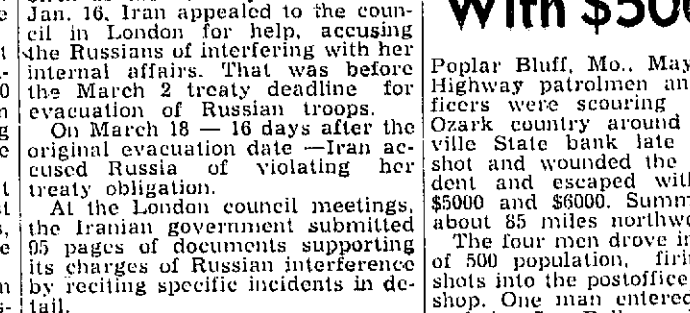 Jan. 16, Iran appealed to the coun-
cil in London for help, accusing
the Russians of interfering with her
internal affairs. That was before
the March 2 treaty deadline for
evacuation of Russian troops.
On March 18 — 16 days after the
original evacuation date —Iran ac-
cused Russia of violating her
treaty obligation.
At the London council meetings,
the Iranian government submitted
95 pages of documents supporting
its charges of Russian interference
by reciting specific incidents in de-
tail.
With $500
Poplar Bluff, Mo., May
Highway patrolmen an
ficers were scouring
Ozark country around
ville State bank late
shot and wounded the
dent and escaped wit
$5000 and $6000. Summ
about 85 miles northw
The four men drove i
of 500 population, firi
shots into the postoffice
shop. One man entered